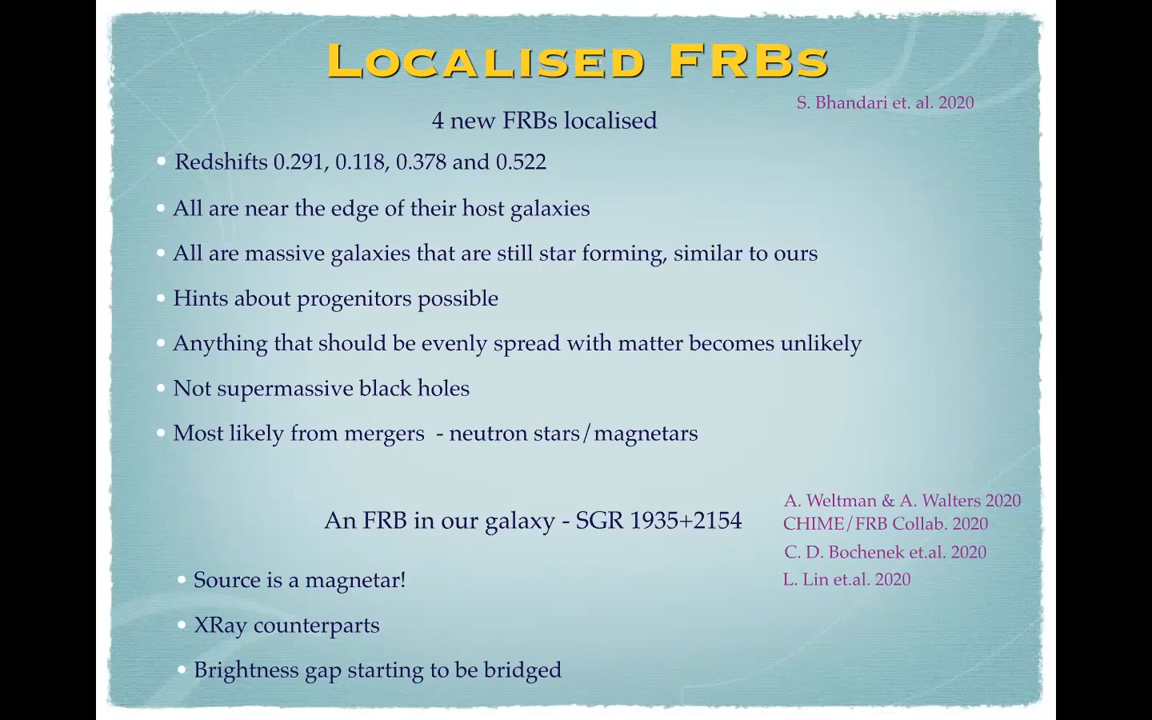 Localised FRBs
S. Bhandari et. al. 2020
4 new FRBs localised
• Redshifts 0.291, 0.118, 0.378 and 0.522
• All are near the edge of their host galaxies
• All are massive galaxies that are still star forming, similar to ours
• Hints about progenitors possible
• Anything that should be evenly spread with matter becomes unlikely
• Not supermassive black holes
• Most likely from mergers - neutron stars/magnetars
An FRB in our galaxy - SGR 1935+2154
A. Weltman & A. Walters 2020
CHIME/FRB Collab. 2020
C. D. Bochenek et.al. 2020
L. Lin et.al. 2020
• Source is a magnetar!
• XRay counterparts
• Brightness gap starting to be bridged